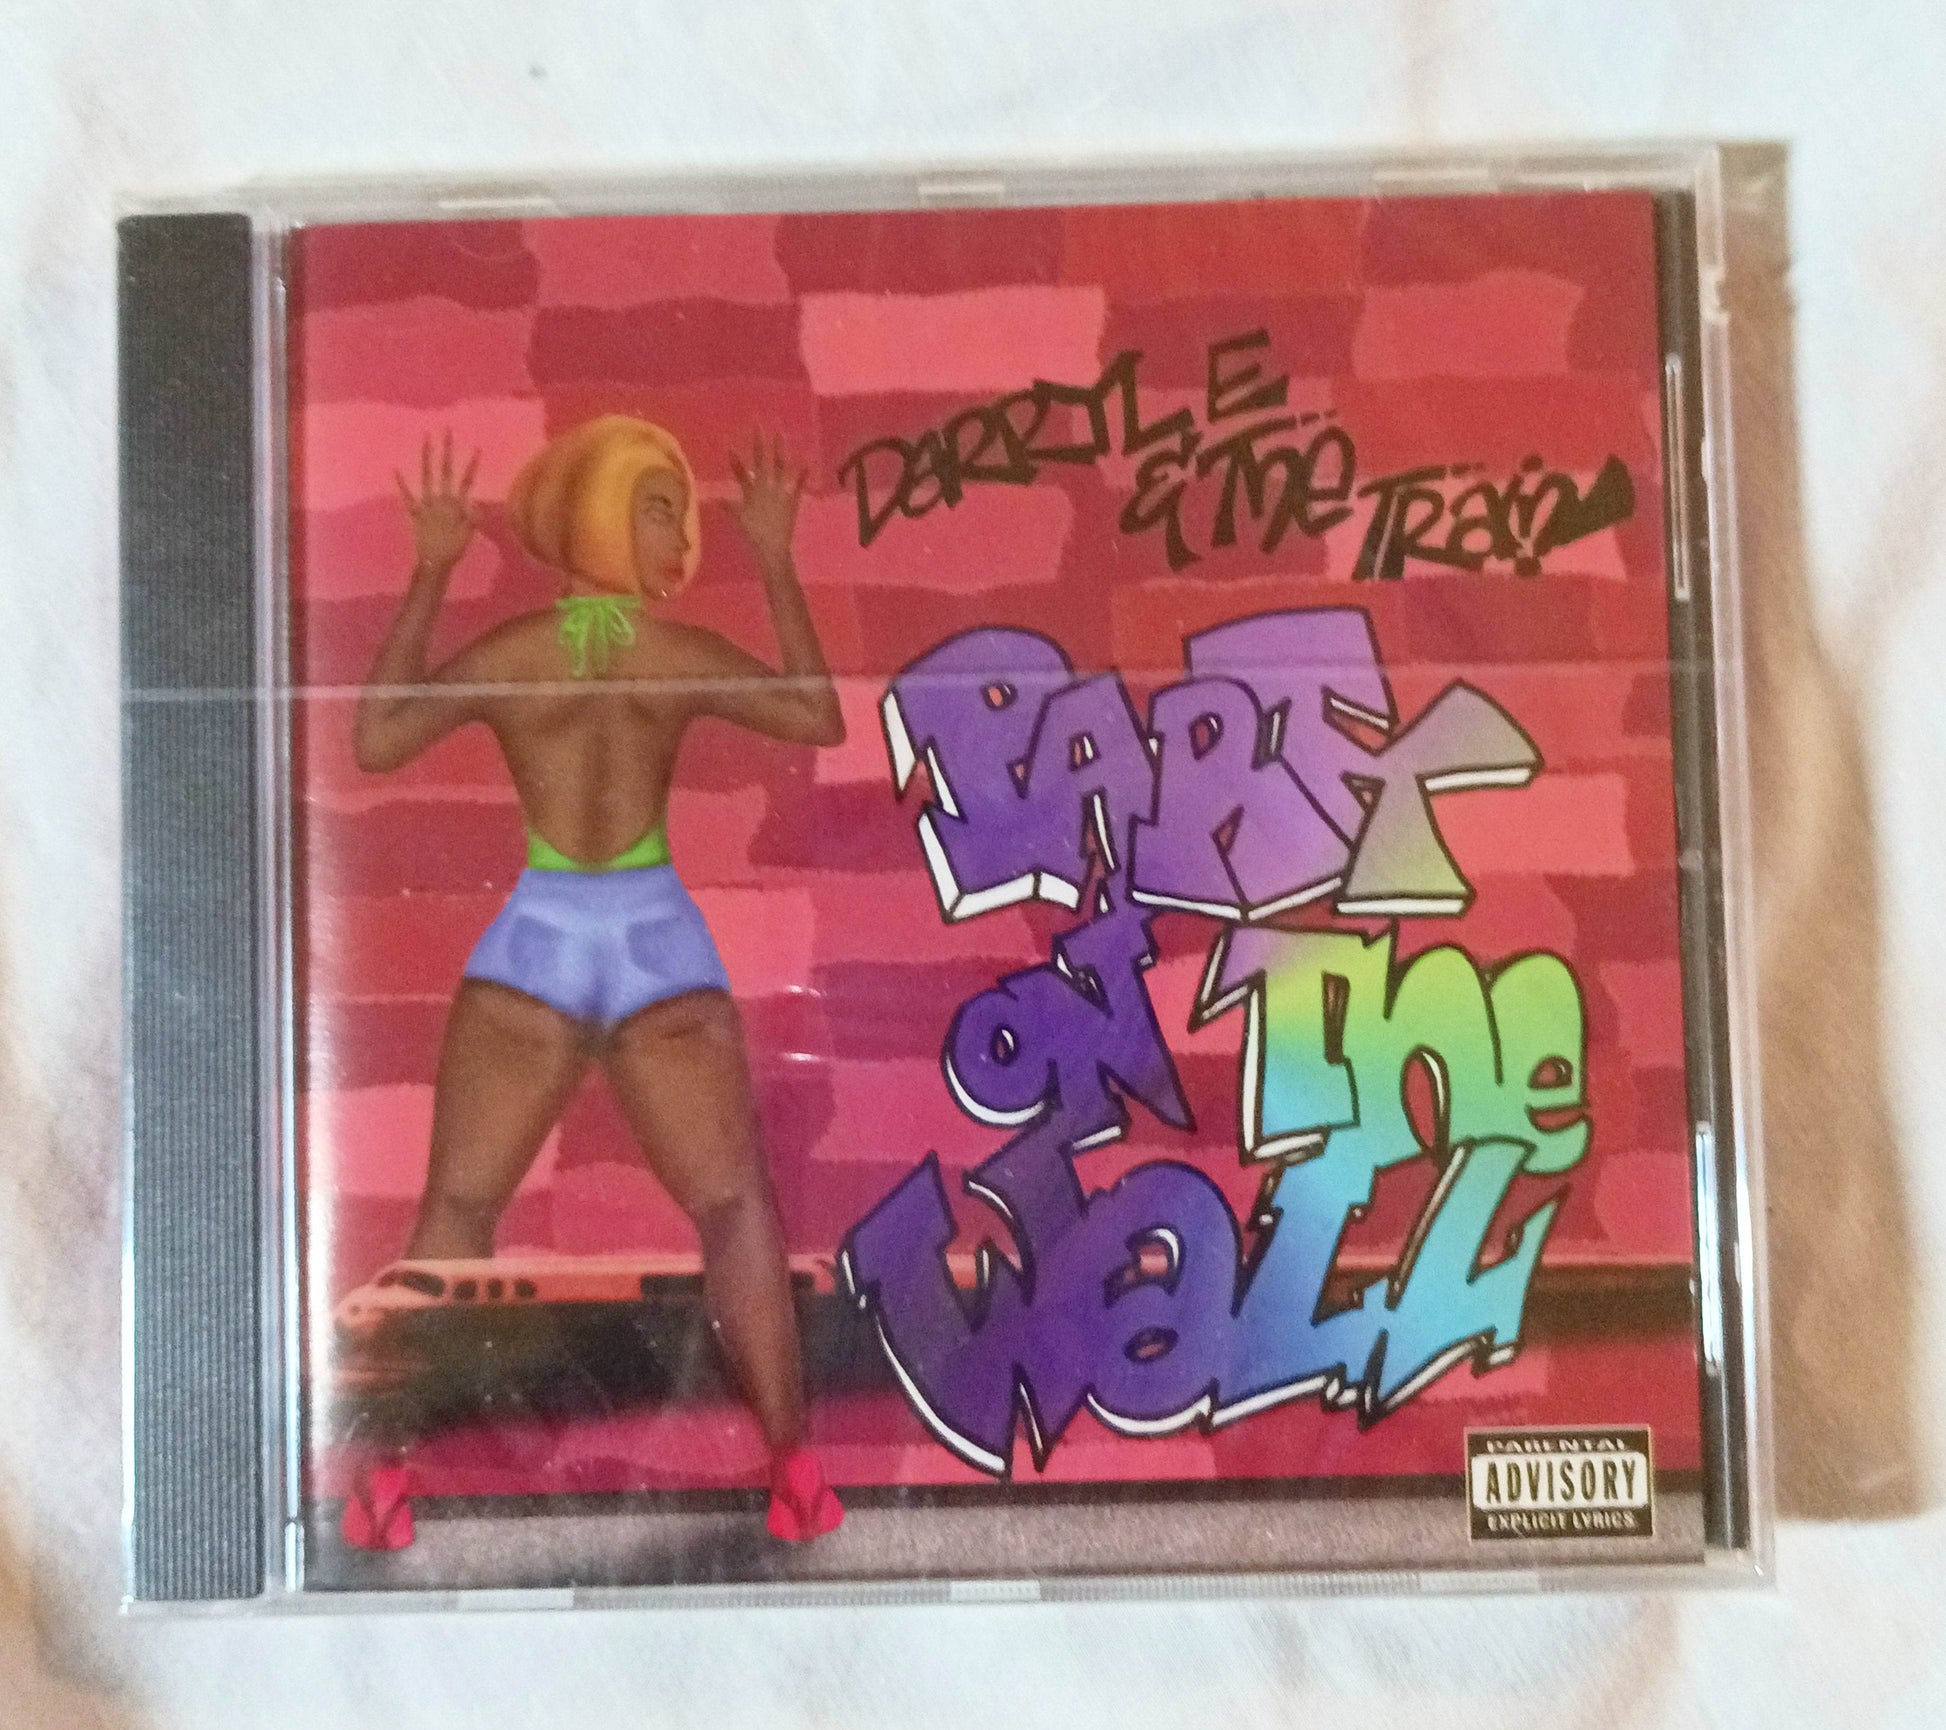 DARRYL E
& The Train
PARTY
ON The
WALL
PARENTAL
ADVISORY
EXPLICIT LYRICS